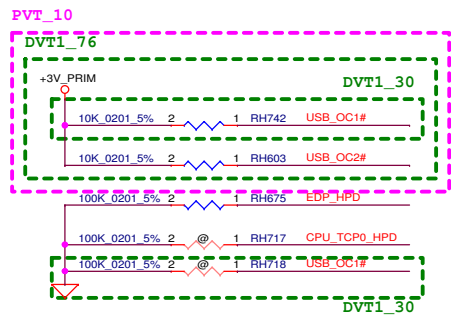 PVT_10
DVT1_76
+3V_PRIM
DVT1_30
10K_0201_5% 2 1 RH742 USB_OC1#
10K_0201_5% 2 1 RH603 USB_OC2#
100K_0201_5% 2 1 RH675 EDP_HPD
100K_0201_5% 2 @ 1 RH717 CPU_TCP0_HPD
100K_0201_5% 2 @ 1 RH718 USB_OC1#
DVT1_30